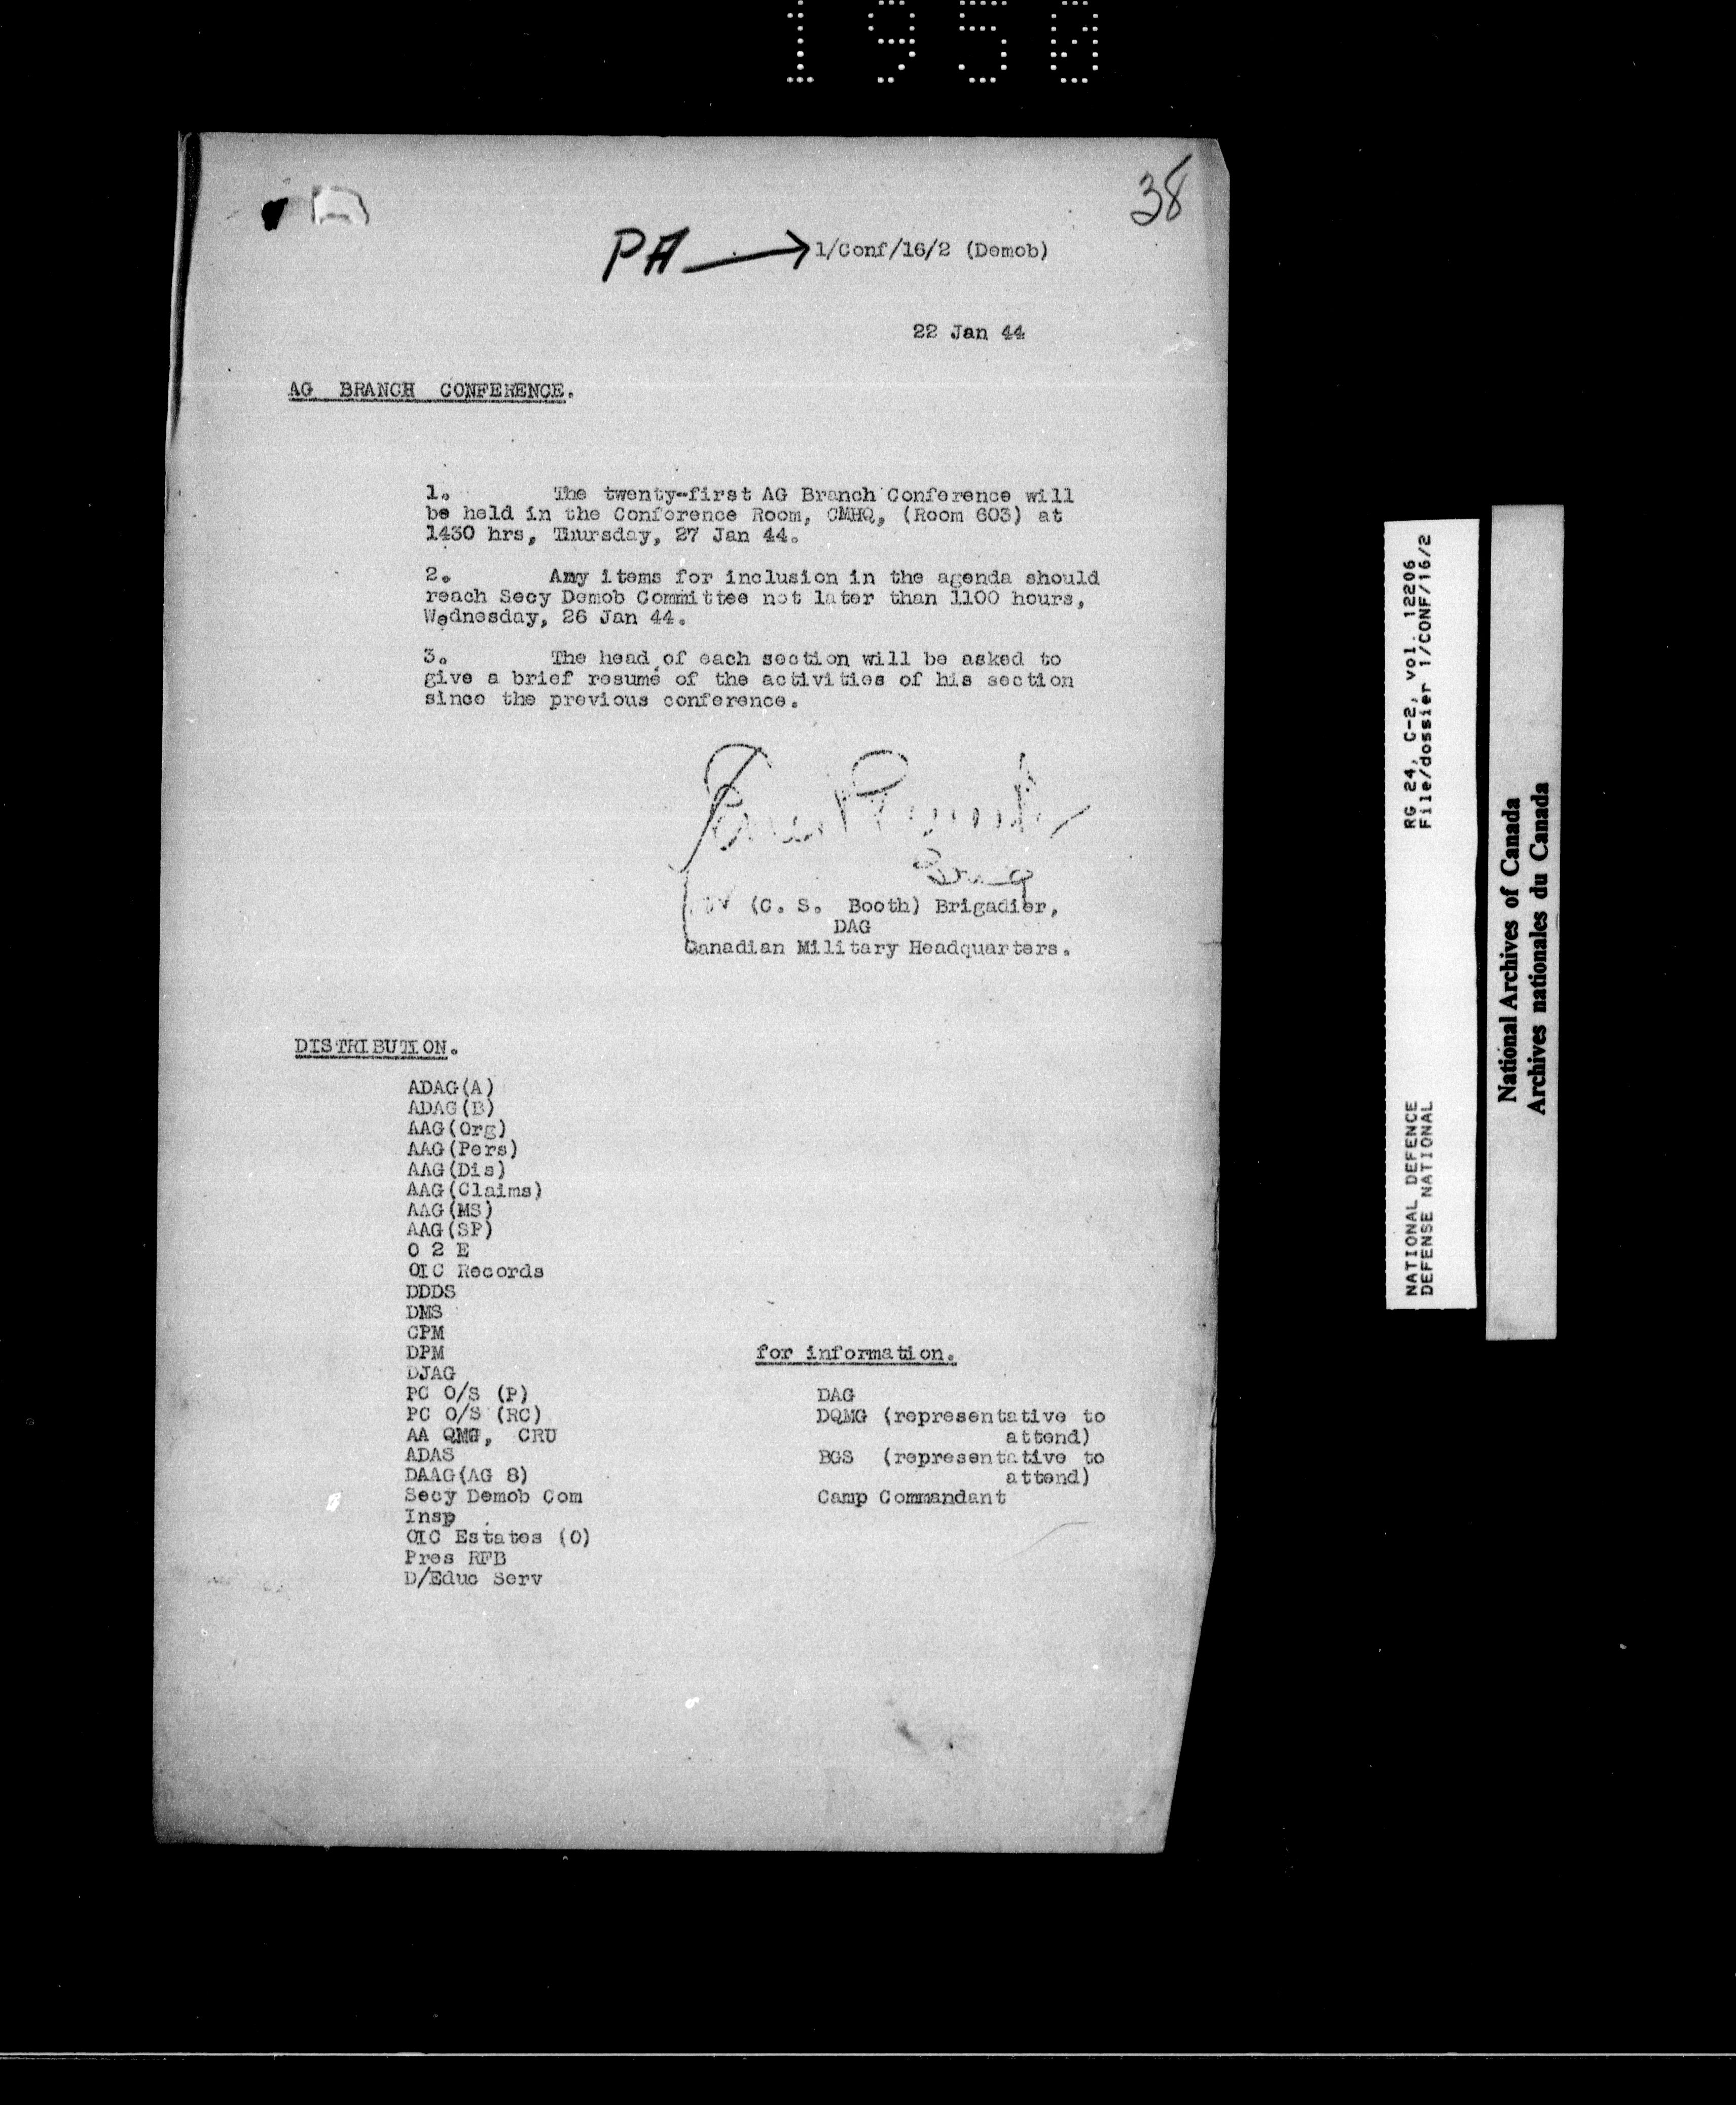 1950
38
PA
1/Conf/16/2 (Demob)
22 Jan 44
AG BRANCH CONFERENCE.
1. The twenty-first AG Branch Conference will
be held in the Conference Room, CMHQ, (Room 603) at
1430 hrs, Thursday, 27 Jan 44.
2. Any items for inclusion in the agenda should
reach Secy Demob Committee not later than 1100 hours,
Wednesday, 26 Jan 44.
3. The head of each section will be asked to
give a brief resumé of the activities of his section
since the previous conference.
Brig
(C. S. Booth) Brigadier,
DAG
Canadian Military Headquarters.
DISTRIBUTION.
ADAG(A)
ADAG(B)
AAG(Org)
AAG(Pers)
AAG(Dis)
AAG(Claims)
AAG(MS)
AAG(SP)
O 2 E
OIC Records
DDDS
DMS
CPM
DPM
DJAG
PC O/S (P)
PC O/S (RC)
AA QMG, CRU
ADAS
DAAG(AG 8)
Secy Demob Com
Insp
OIC Estates (O)
Pres RFB
D/Educ Serv
for information.
DAG
DQMG (representative to
attend)
BGS (representative to
attend)
Camp Commandant
NATIONAL DEFENCE RG 24, C-2, vol. 12206
DEFENSE NATIONAL File/dossier 1/CONF/16/2
National Archives of Canada
Archives nationales du Canada